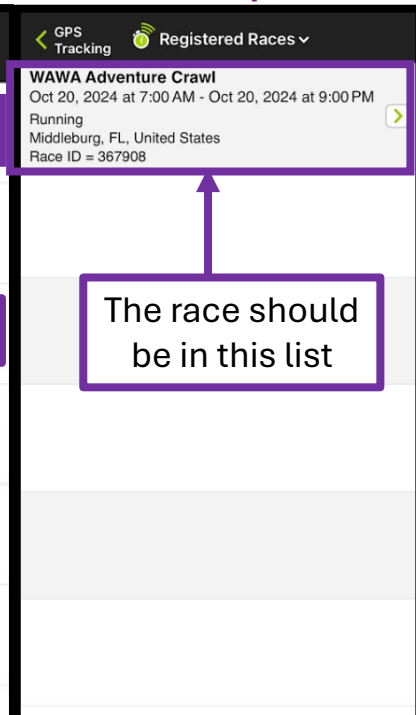 GPS
Tracking
Registered Races
WAWA Adventure Crawl
Oct 20, 2024 at 7:00 AM - Oct 20, 2024 at 9:00 PM
Running
Middleburg, FL, United States
Race ID = 367908
The race should
be in this list